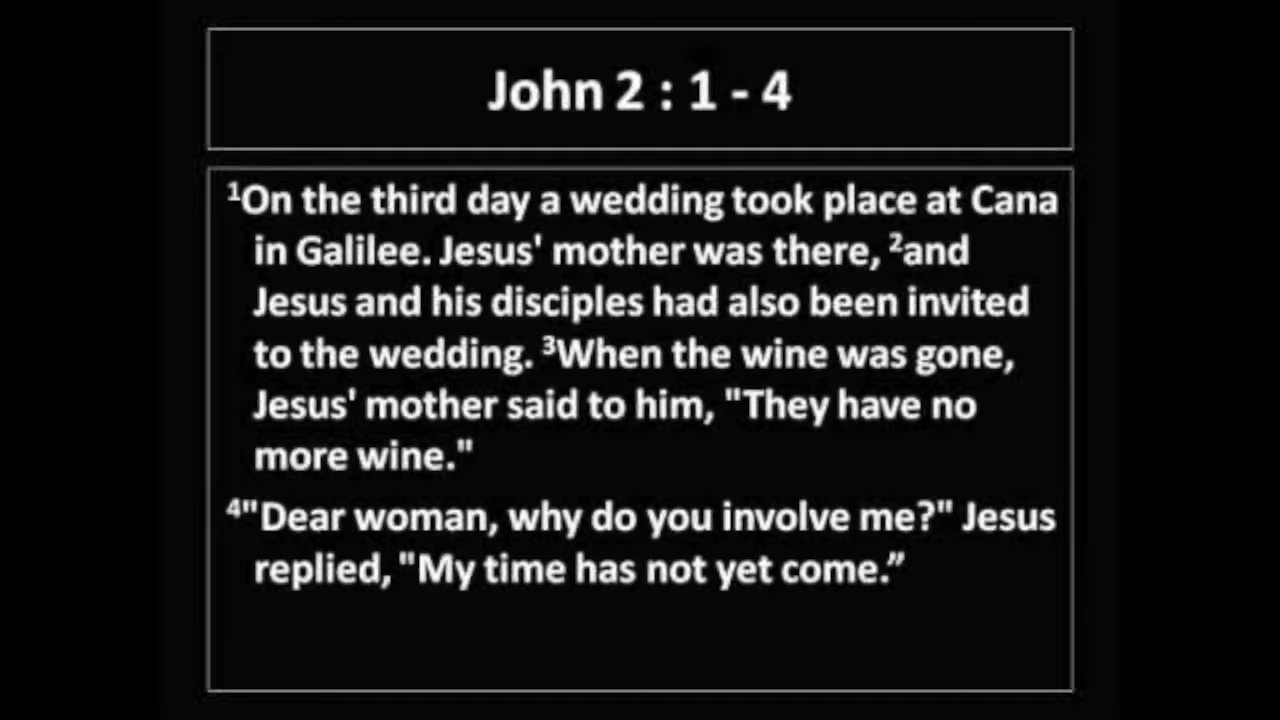 John 2 : 1 - 4
¹On the third day a wedding took place at Cana
in Galilee. Jesus' mother was there, ²and
Jesus and his disciples had also been invited
to the wedding. ³When the wine was gone,
Jesus' mother said to him, "They have no
more wine."
⁴"Dear woman, why do you involve me?" Jesus
replied, "My time has not yet come.”